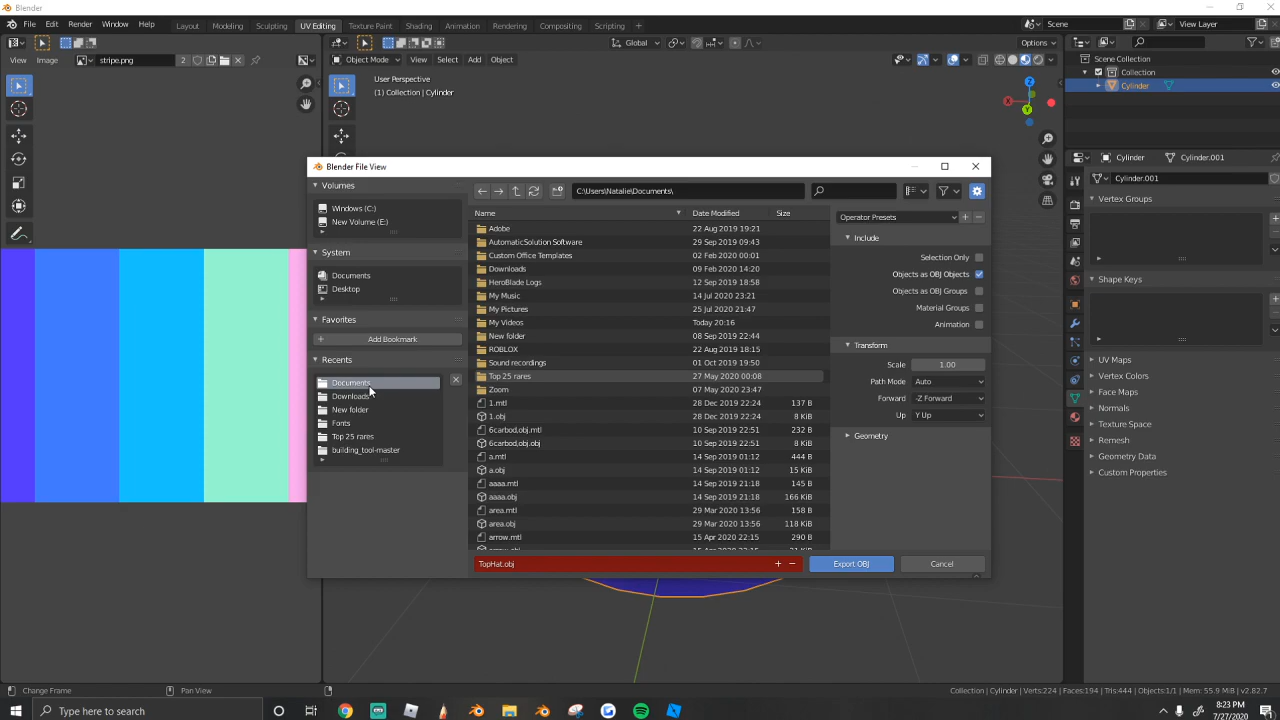 Blender
File Edit Render Window Help Layout Modeling Sculpting UV Editing Texture Paint Shading Animation Rendering Compositing Scripting + Scene View Layer
View Image stripe.png 2 Object Mode View Select Add Object Global Options
User Perspective
(1) Collection | Cylinder
Scene Collection
Collection
Cylinder
Z
X
Y
Cylinder Cylinder.001
Cylinder.001
Vertex Groups
Shape Keys
UV Maps
Vertex Colors
Face Maps
Normals
Texture Space
Remesh
Geometry Data
Custom Properties
Blender File View
Volumes
Windows (C:)
New Volume (E:)
System
Documents
Desktop
Favorites
Add Bookmark
Recents
Documents
Downloads
New folder
Fonts
Top 25 rares
building_tool-master
C:\Users\Natalie\Documents\
Name Date Modified Size
Adobe 22 Aug 2019 19:21
AutomaticSolution Software 29 Sep 2019 09:43
Custom Office Templates 02 Feb 2020 00:01
Downloads 09 Feb 2020 14:20
HeroBlade Logs 12 Sep 2019 18:58
My Music 14 Jul 2020 23:21
My Pictures 25 Jul 2020 21:47
My Videos Today 20:16
New folder 08 Sep 2019 22:44
ROBLOX 22 Aug 2019 18:15
Sound recordings 01 Oct 2019 19:50
Top 25 rares 27 May 2020 00:08
Zoom 07 May 2020 23:47
1.mtl 28 Dec 2019 22:24 137 B
1.obj 28 Dec 2019 22:24 8 KiB
6carbod,obj.mtl 10 Sep 2019 22:51 232 B
6carbod,obj.obj 10 Sep 2019 22:51 8 KiB
a.mtl 14 Sep 2019 01:12 444 B
a.obj 14 Sep 2019 01:12 15 KiB
aaaa.mtl 14 Sep 2019 21:18 145 B
aaaa.obj 14 Sep 2019 21:18 166 KiB
area.mtl 29 Mar 2020 13:56 158 B
area.obj 29 Mar 2020 13:56 118 KiB
arrow.mtl 15 Apr 2020 22:15 290 B
Operator Presets
Include
Selection Only
Objects as OBJ Objects
Objects as OBJ Groups
Material Groups
Animation
Transform
Scale 1.00
Path Mode Auto
Forward -Z Forward
Up Y Up
Geometry
TopHat.obj + − Export OBJ Cancel
Change Frame Pan View Collection | Cylinder | Verts:224 | Faces:194 | Tris:444 | Objects:1/1 | Mem: 55.9 MiB | v2.82.7
Type here to search 8:23 PM
7/27/2020